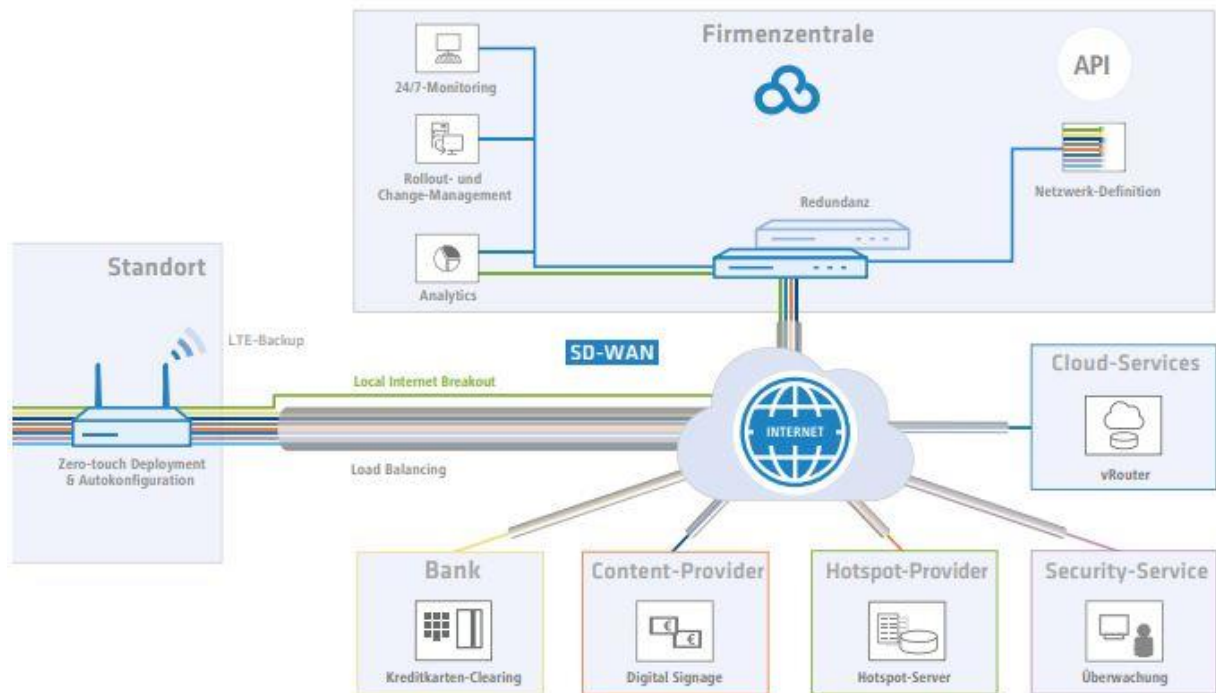 Firmenzentrale
API
24/7-Monitoring
Rollout- und
Change-Management
Netzwerk-Definition
Redundanz
Analytics
Standort
LTE-Backup
SD-WAN
Local Internet Breakout
INTERNET
Load Balancing
Zero-touch Deployment
& Autokonfiguration
Cloud-Services
vRouter
Bank
Kreditkarten-Clearing
Content-Provider
€
€
Digital Signage
Hotspot-Provider
Hotspot-Server
Security-Service
Überwachung